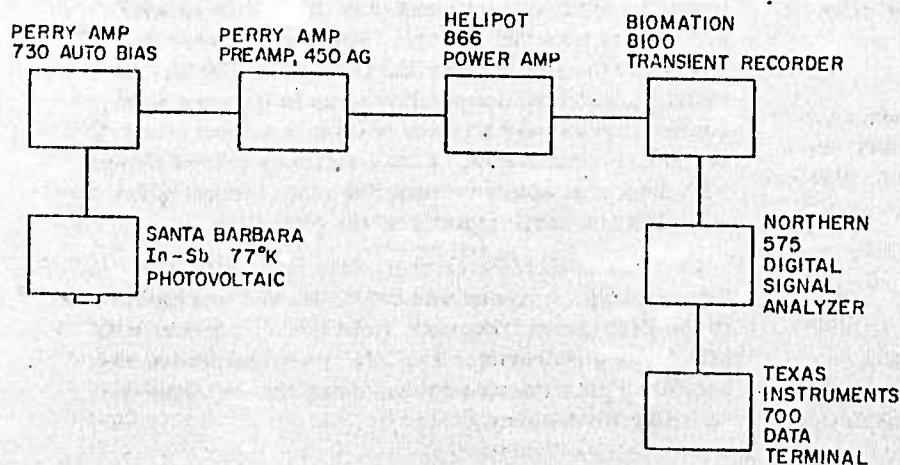 PERRY AMP
730 AUTO BIAS
PERRY AMP
PREAMP, 450 AG
HELIPOT
866
POWER AMP
BIOMATION
8100
TRANSIENT RECORDER
SANTA BARBARA
In-Sb 77°K
PHOTOVOLTAIC
NORTHERN
575
DIGITAL
SIGNAL
ANALYZER
TEXAS
INSTRUMENTS
700
DATA
TERMINAL